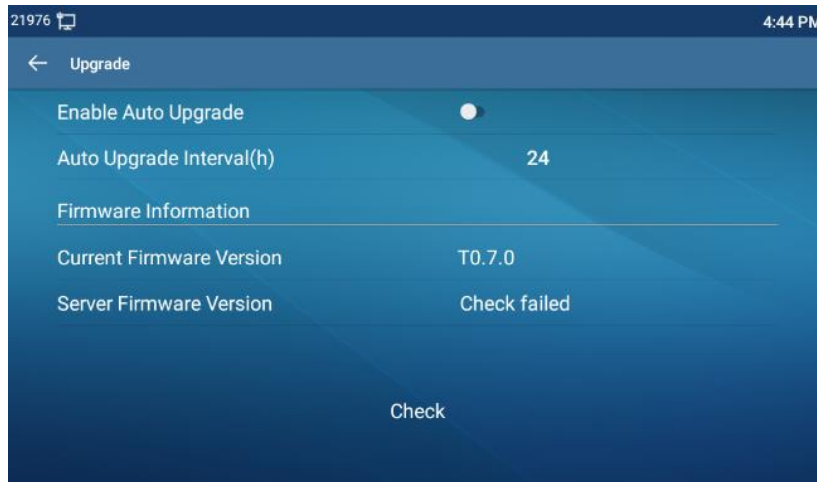 21976 4:44 PM
Upgrade
Enable Auto Upgrade
Auto Upgrade Interval(h) 24
Firmware Information
Current Firmware Version T0.7.0
Server Firmware Version Check failed
Check